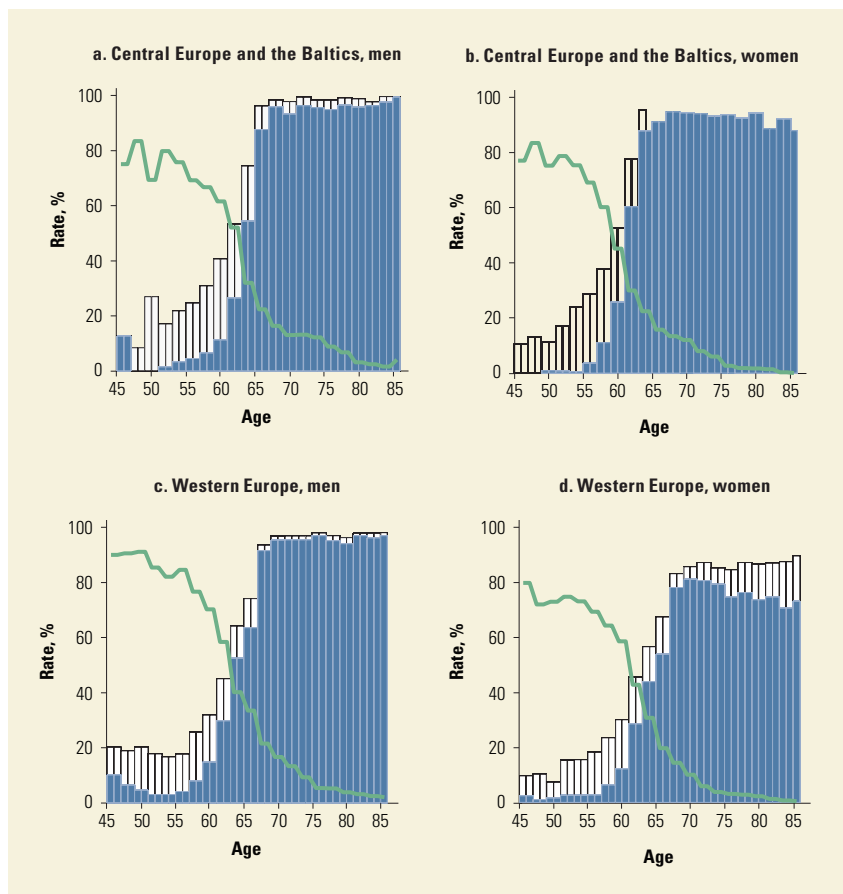 a. Central Europe and the Baltics, men
100
80
60
40
20
0
Rate, %
45 50 55 60 65 70 75 80 85
Age
b. Central Europe and the Baltics, women
100
80
60
40
20
0
Rate, %
45 50 55 60 65 70 75 80 85
Age
c. Western Europe, men
100
80
60
40
20
0
Rate, %
45 50 55 60 65 70 75 80 85
Age
d. Western Europe, women
100
80
60
40
20
0
Rate, %
45 50 55 60 65 70 75 80 85
Age